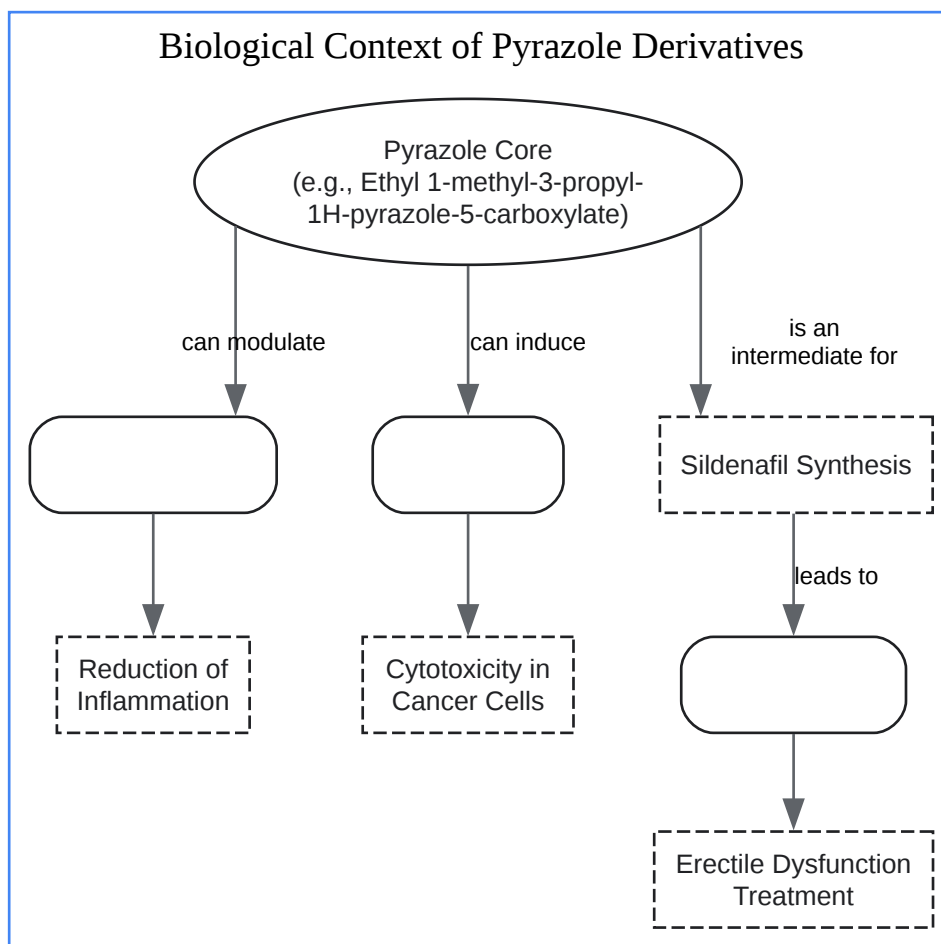 Biological Context of Pyrazole Derivatives
Pyrazole Core
(e.g., Ethyl 1-methyl-3-propyl-
1H-pyrazole-5-carboxylate)
can modulate
can induce
is an
intermediate for
Sildenafil Synthesis
leads to
Reduction of
Inflammation
Cytotoxicity in
Cancer Cells
Erectile Dysfunction
Treatment